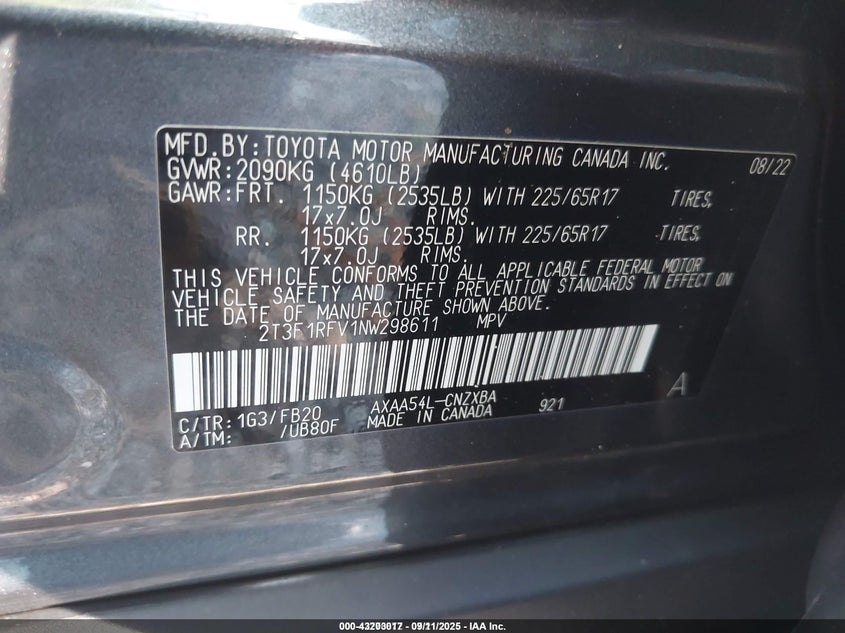 MFD.BY:TOYOTA MOTOR MANUFACTURING CANADA INC. 08/22
GVWR:2090KG (4610LB)
GAWR:FRT. 1150KG (2535LB) WITH 225/65R17 TIRES,
17x7.0J RIMS.
RR. 1150KG (2535LB) WITH 225/65R17 TIRES,
17x7.0J RIMS.
THIS VEHICLE CONFORMS TO ALL APPLICABLE FEDERAL MOTOR
VEHICLE SAFETY AND THEFT PREVENTION STANDARDS IN EFFECT ON
THE DATE OF MANUFACTURE SHOWN ABOVE.
2T3F1RFV1NW298611 MPV
A
C/TR:1G3/FB20 AXAA54L-CNZXBA 921
A/TM: /UB80F MADE IN CANADA
000-43203017 - 09/11/2025 - IAA Inc.